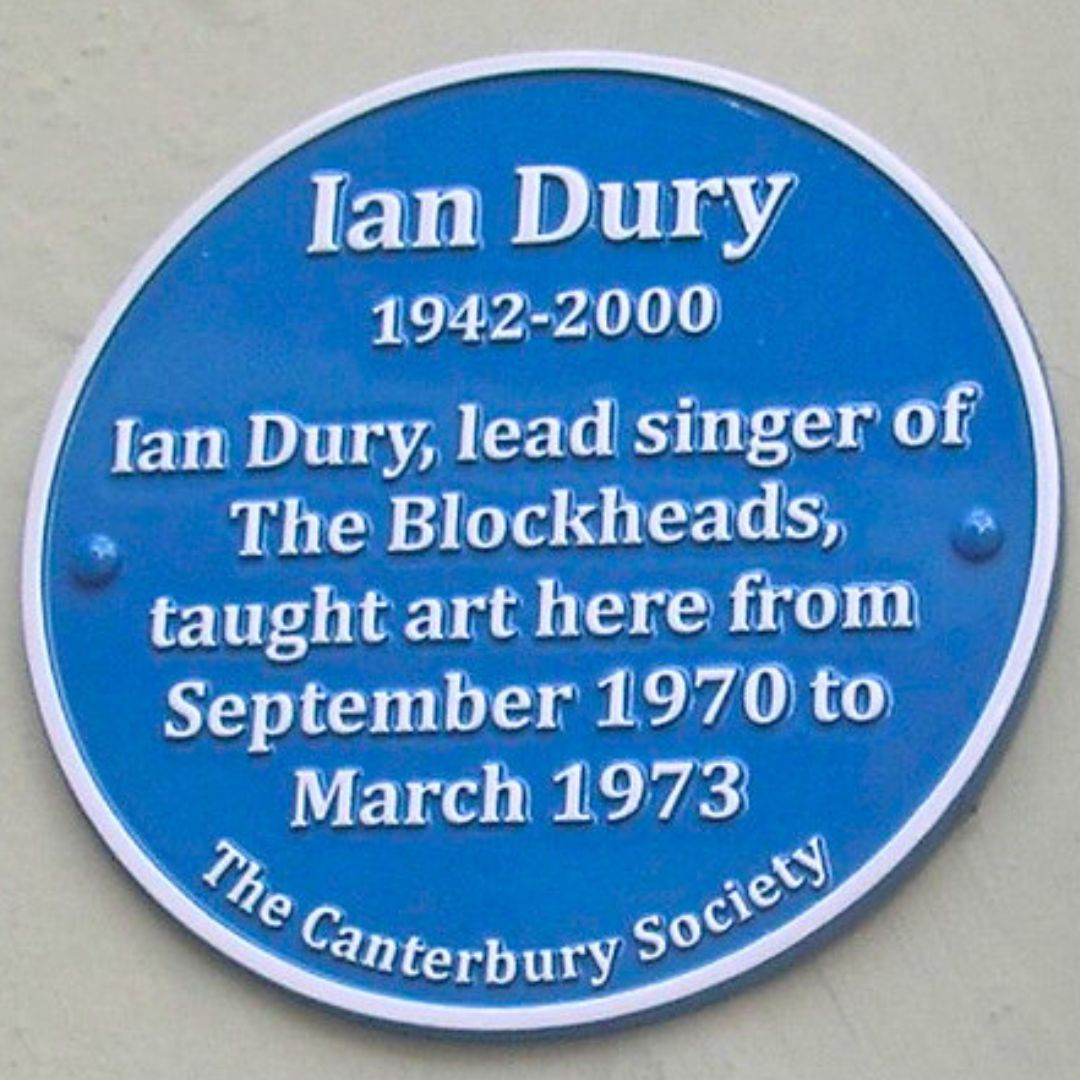 Ian Dury
1942-2000
Ian Dury, lead singer of
The Blockheads,
taught art here from
September 1970 to
March 1973
The Canterbury Society